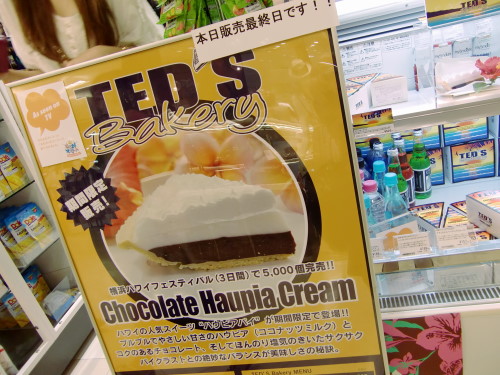 本日販売最終日です！！
TED'S
Bakery
As seen on
TV
期間限定
販売!
横浜ハワイフェスティバル(3日間)で5,000個完売!!
Chocolate Haupia Cream
ハワイの人気スイーツ "ハウピアパイ" が期間限定で登場!!
プルプルでやさしい甘さのハウピア（ココナッツミルク）と
コクのあるチョコレート、そしてほんのり塩気のきいたサクサク
パイクラストとの絶妙なバランスが美味しさの秘訣。
TED'S Bakery MENU
TED'S
TED'S